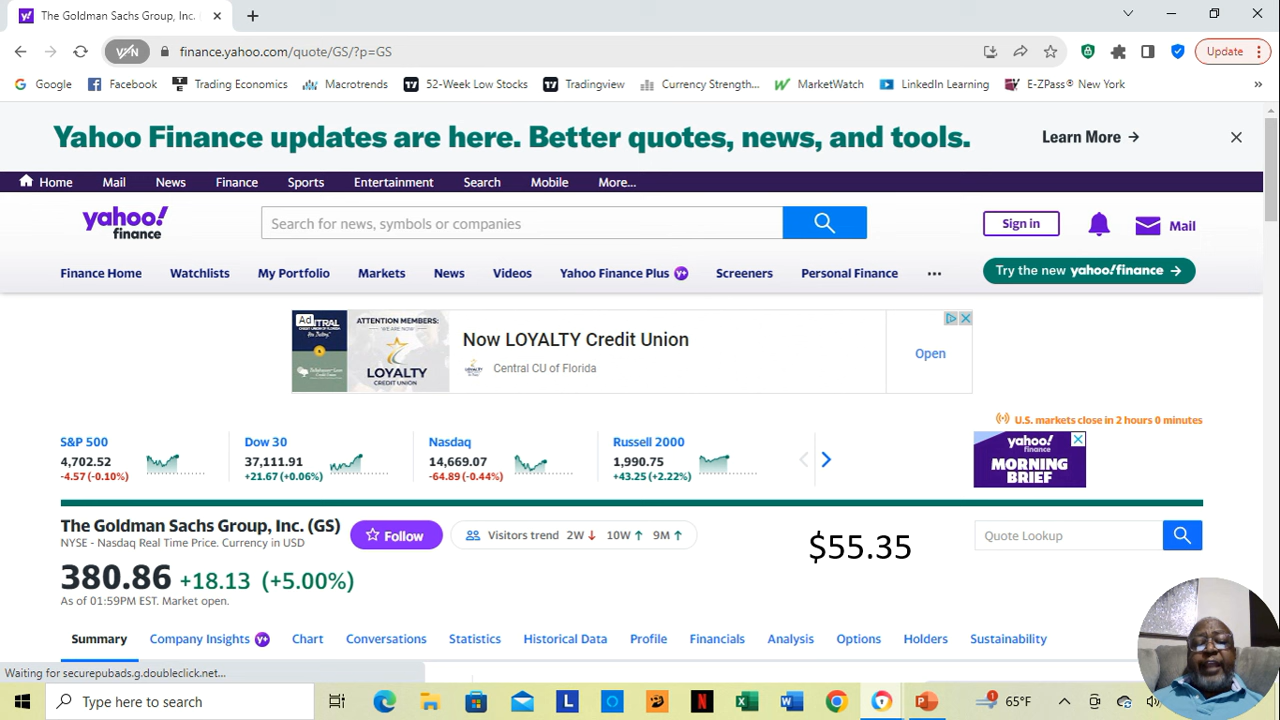 The Goldman Sachs Group, Inc. (
finance.yahoo.com/quote/GS/?p=GS
Update
Google Facebook Trading Economics Macrotrends 52-Week Low Stocks Tradingview Currency Strength... MarketWatch LinkedIn Learning E-ZPass® New York »
Yahoo Finance updates are here. Better quotes, news, and tools. Learn More →
Home Mail News Finance Sports Entertainment Search Mobile More...
yahoo!
finance
Search for news, symbols or companies
Sign in
Mail
Finance Home Watchlists My Portfolio Markets News Videos Yahoo Finance Plus Screeners Personal Finance ...
Try the new yahoo!finance →
Ad
ATTENTION MEMBERS:
WE ARE NOW
LOYALTY
CREDIT UNION
Now LOYALTY Credit Union
Central CU of Florida
Open
U.S. markets close in 2 hours 0 minutes
S&P 500
4,702.52
-4.57 (-0.10%)
Dow 30
37,111.91
+21.67 (+0.06%)
Nasdaq
14,669.07
-64.89 (-0.44%)
Russell 2000
1,990.75
+43.25 (+2.22%)
yahoo!
finance
MORNING
BRIEF
The Goldman Sachs Group, Inc. (GS)
NYSE - Nasdaq Real Time Price. Currency in USD
Follow
Visitors trend 2W ↓ 10W ↑ 9M ↑
$55.35
Quote Lookup
380.86 +18.13 (+5.00%)
As of 01:59PM EST. Market open.
Summary Company Insights Chart Conversations Statistics Historical Data Profile Financials Analysis Options Holders Sustainability
Waiting for securepubads.g.doubleclick.net...
Type here to search
65°F